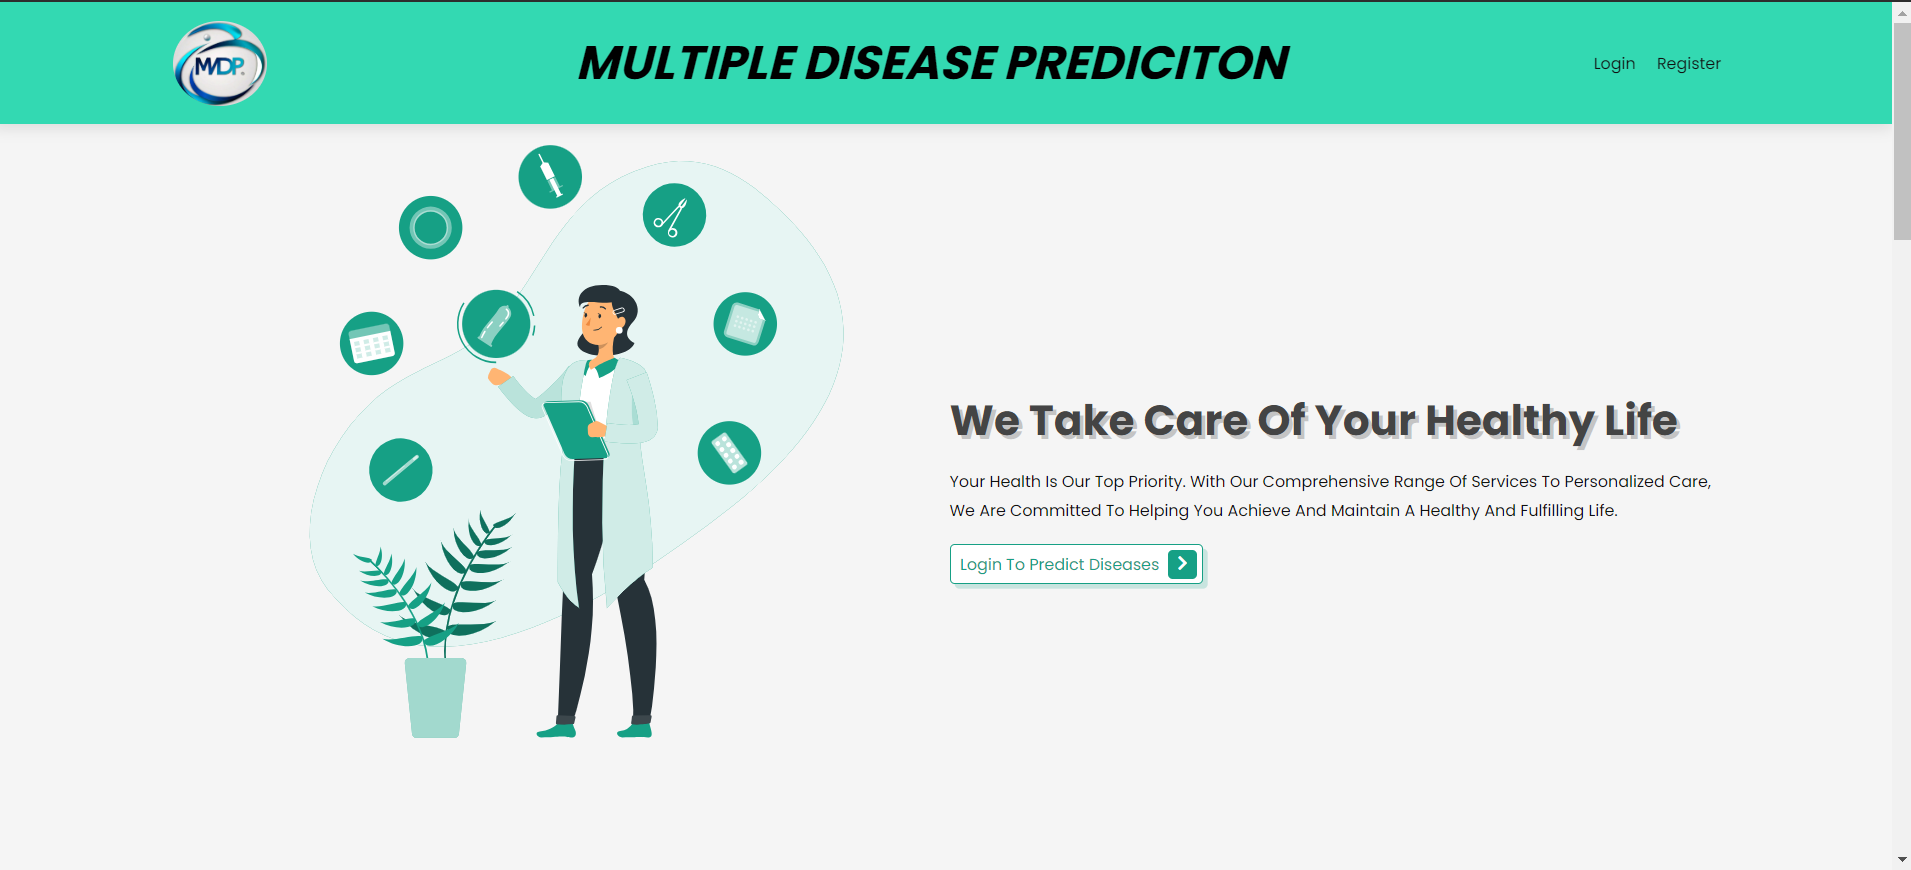 MDP
MULTIPLE DISEASE PREDICITON
Login Register
We Take Care Of Your Healthy Life
Your Health Is Our Top Priority. With Our Comprehensive Range Of Services To Personalized Care,
We Are Committed To Helping You Achieve And Maintain A Healthy And Fulfilling Life.
Login To Predict Diseases